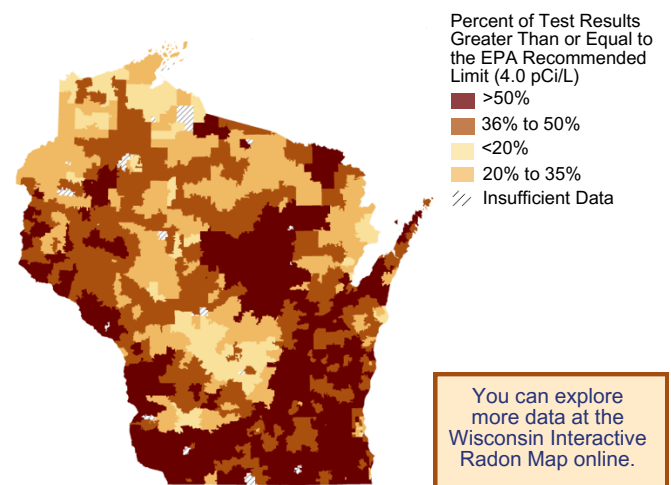 Percent of Test Results
Greater Than or Equal to
the EPA Recommended
Limit (4.0 pCi/L)
>50%
36% to 50%
<20%
20% to 35%
Insufficient Data
You can explore
more data at the
Wisconsin Interactive
Radon Map online.